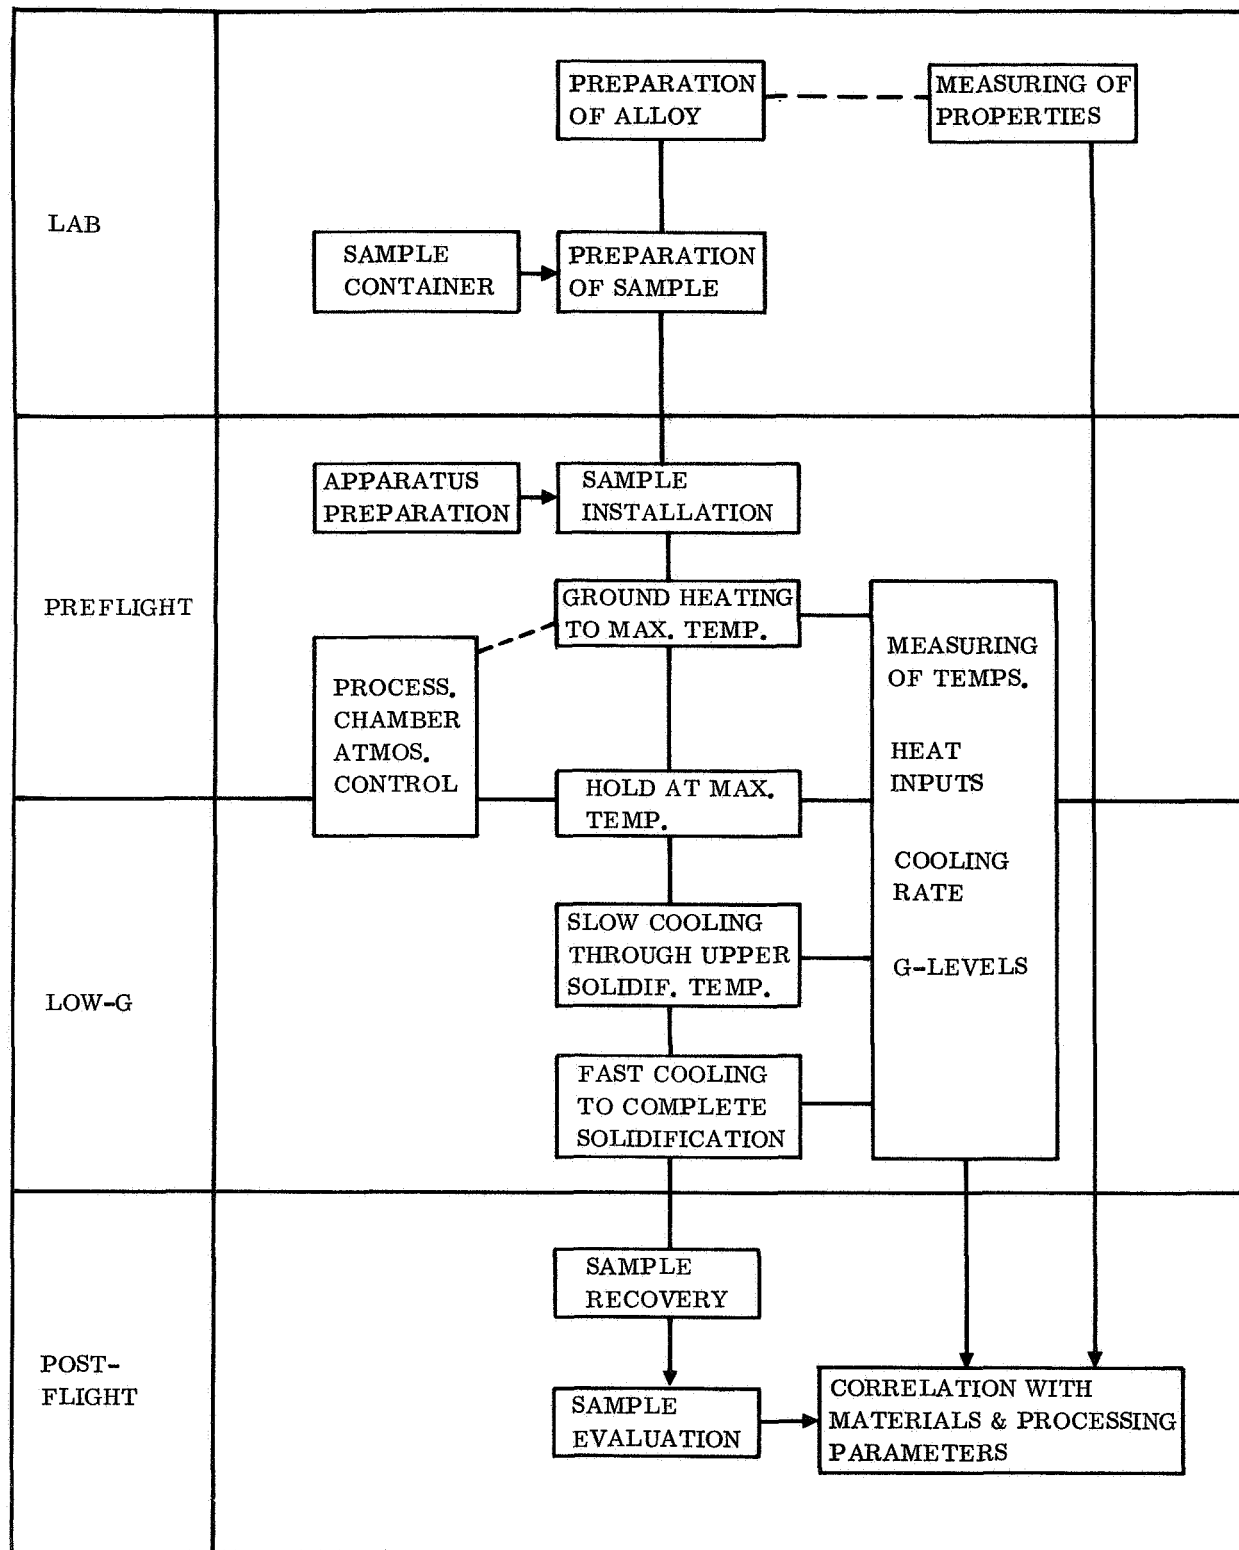 LAB
PREPARATION
OF ALLOY
MEASURING OF
PROPERTIES
SAMPLE
CONTAINER
PREPARATION
OF SAMPLE
PREFLIGHT
APPARATUS
PREPARATION
SAMPLE
INSTALLATION
GROUND HEATING
TO MAX. TEMP.
PROCESS.
CHAMBER
ATMOS.
CONTROL
HOLD AT MAX.
TEMP.
MEASURING
OF TEMPS.
HEAT
INPUTS
COOLING
RATE
G-LEVELS
LOW-G
SLOW COOLING
THROUGH UPPER
SOLIDIF. TEMP.
FAST COOLING
TO COMPLETE
SOLIDIFICATION
POST-
FLIGHT
SAMPLE
RECOVERY
SAMPLE
EVALUATION
CORRELATION WITH
MATERIALS & PROCESSING
PARAMETERS